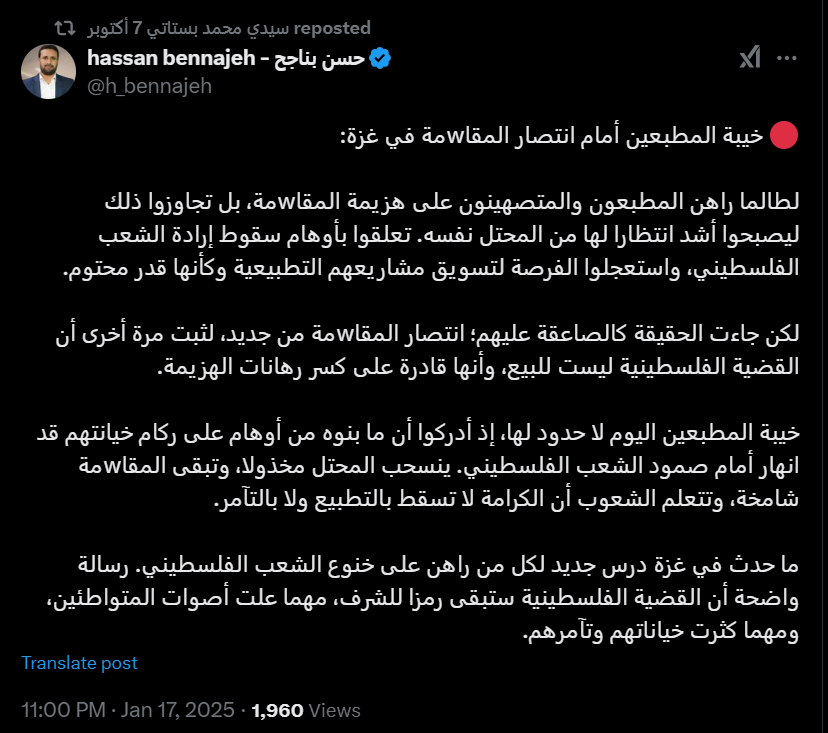 سيدي محمد بستاتي 7 أكتوبر reposted
hassan bennajeh - حسن بناجح
@h_bennajeh
🔴 خيبة المطبعين أمام انتصار المقاwمة في غزة:
لطالما راهن المطبعون والمتصهينون على هزيمة المقاwمة، بل تجاوزوا ذلك
ليصبحوا أشد انتظارا لها من المحتل نفسه. تعلقوا بأوهام سقوط إرادة الشعب
الفلسطيني، واستعجلوا الفرصة لتسويق مشاريعهم التطبيعية وكأنها قدر محتوم.
لكن جاءت الحقيقة كالصاعقة عليهم؛ انتصار المقاwمة من جديد، لثبت مرة أخرى أن
القضية الفلسطينية ليست للبيع، وأنها قادرة على كسر رهانات الهزيمة.
خيبة المطبعين اليوم لا حدود لها، إذ أدركوا أن ما بنوه من أوهام على ركام خيانتهم قد
انهار أمام صمود الشعب الفلسطيني. ينسحب المحتل مخذولا، وتبقى المقاwمة
شامخة، وتتعلم الشعوب أن الكرامة لا تسقط بالتطبيع ولا بالتآمر.
ما حدث في غزة درس جديد لكل من راهن على خنوع الشعب الفلسطيني. رسالة
واضحة أن القضية الفلسطينية ستبقى رمزا للشرف، مهما علت أصوات المتواطئين،
ومهما كثرت خياناتهم وتآمرهم.
Translate post
11:00 PM · Jan 17, 2025 · 1,960 Views